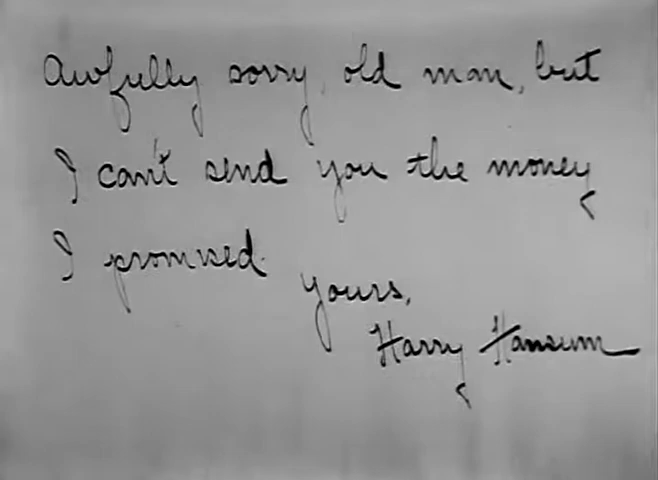 Awfully sorry, old man, but
I can't send you the money
I promised.
Yours,
Harry Hansum